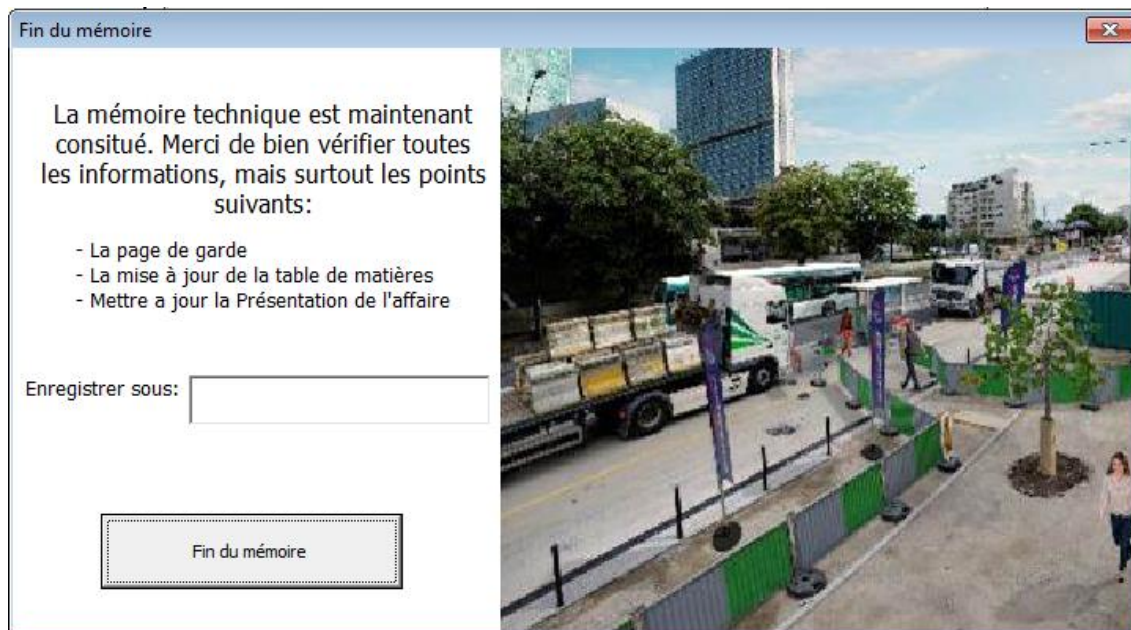 Fin du mémoire
La mémoire technique est maintenant
consitué. Merci de bien vérifier toutes
les informations, mais surtout les points
suivants:
- La page de garde
- La mise à jour de la table de matières
- Mettre a jour la Présentation de l'affaire
Enregistrer sous:
Fin du mémoire